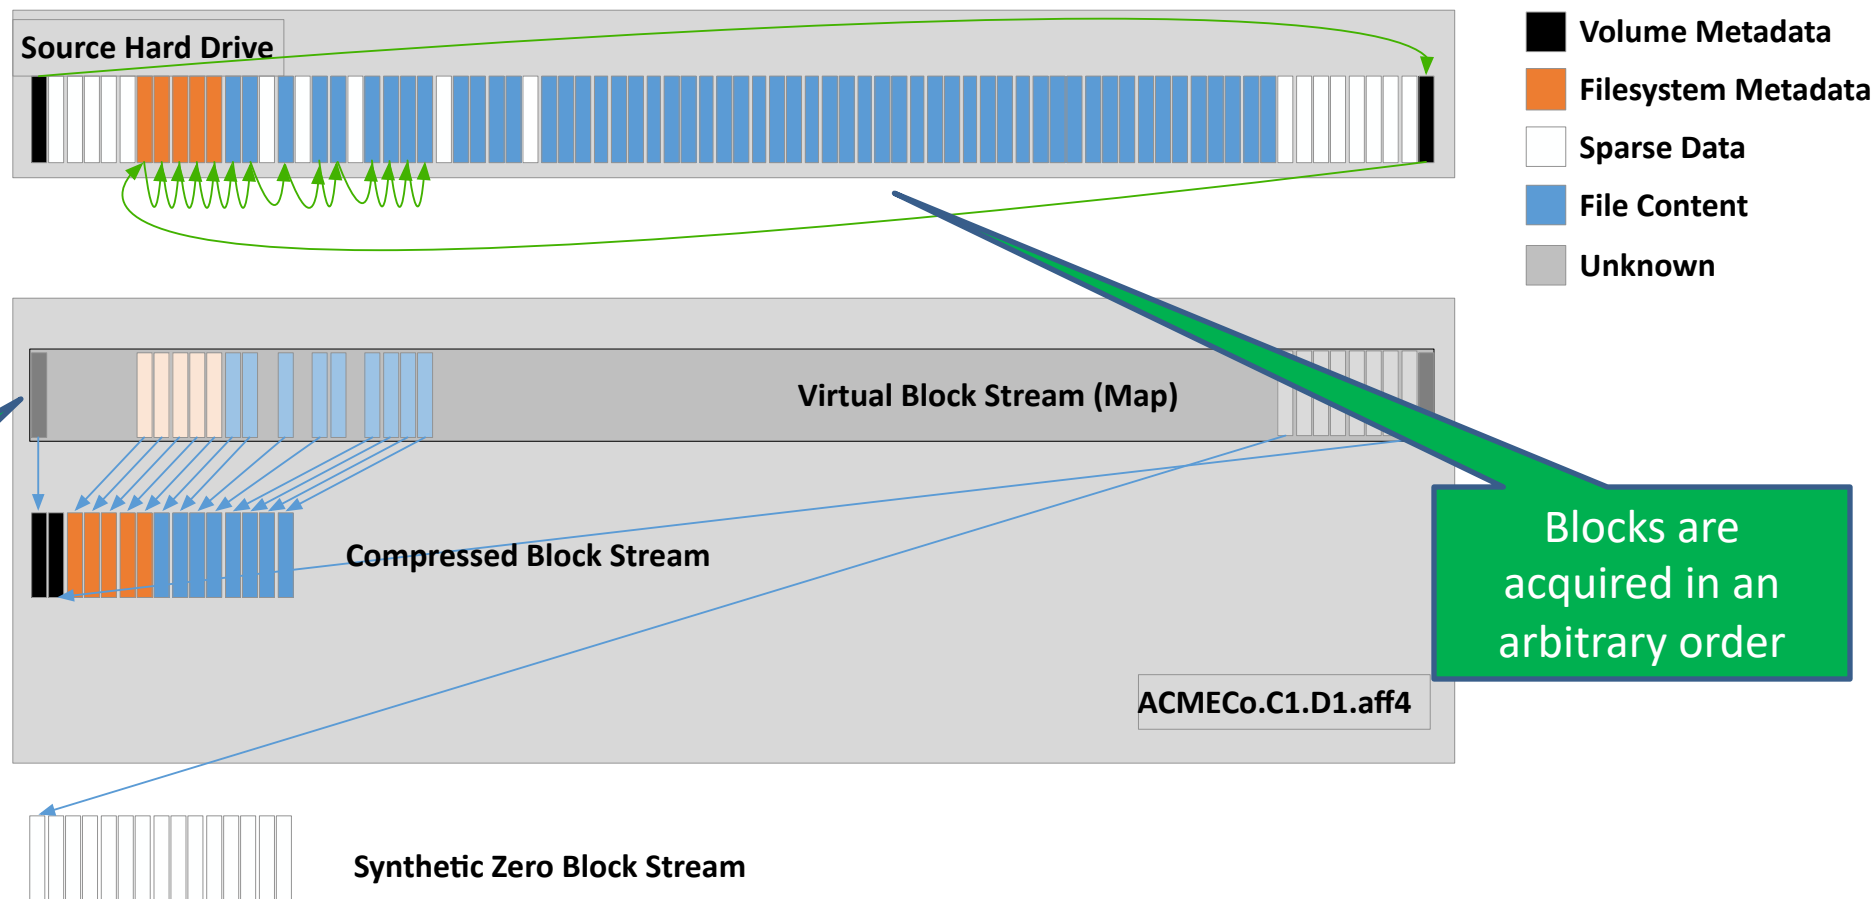 Source Hard Drive
Volume Metadata
Filesystem Metadata
Sparse Data
File Content
Unknown
Virtual Block Stream (Map)
Compressed Block Stream
Blocks are
acquired in an
arbitrary order
ACMECo.C1.D1.aff4
Synthetic Zero Block Stream